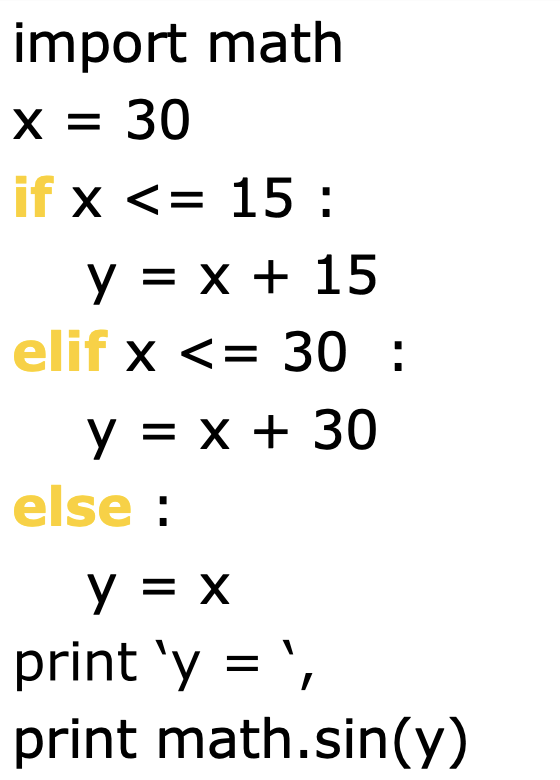 import math
x = 30
if x <= 15 :
    y = x + 15
elif x <= 30  :
    y = x + 30
else :
    y = x
print ‘y = ‘,
print math.sin(y)